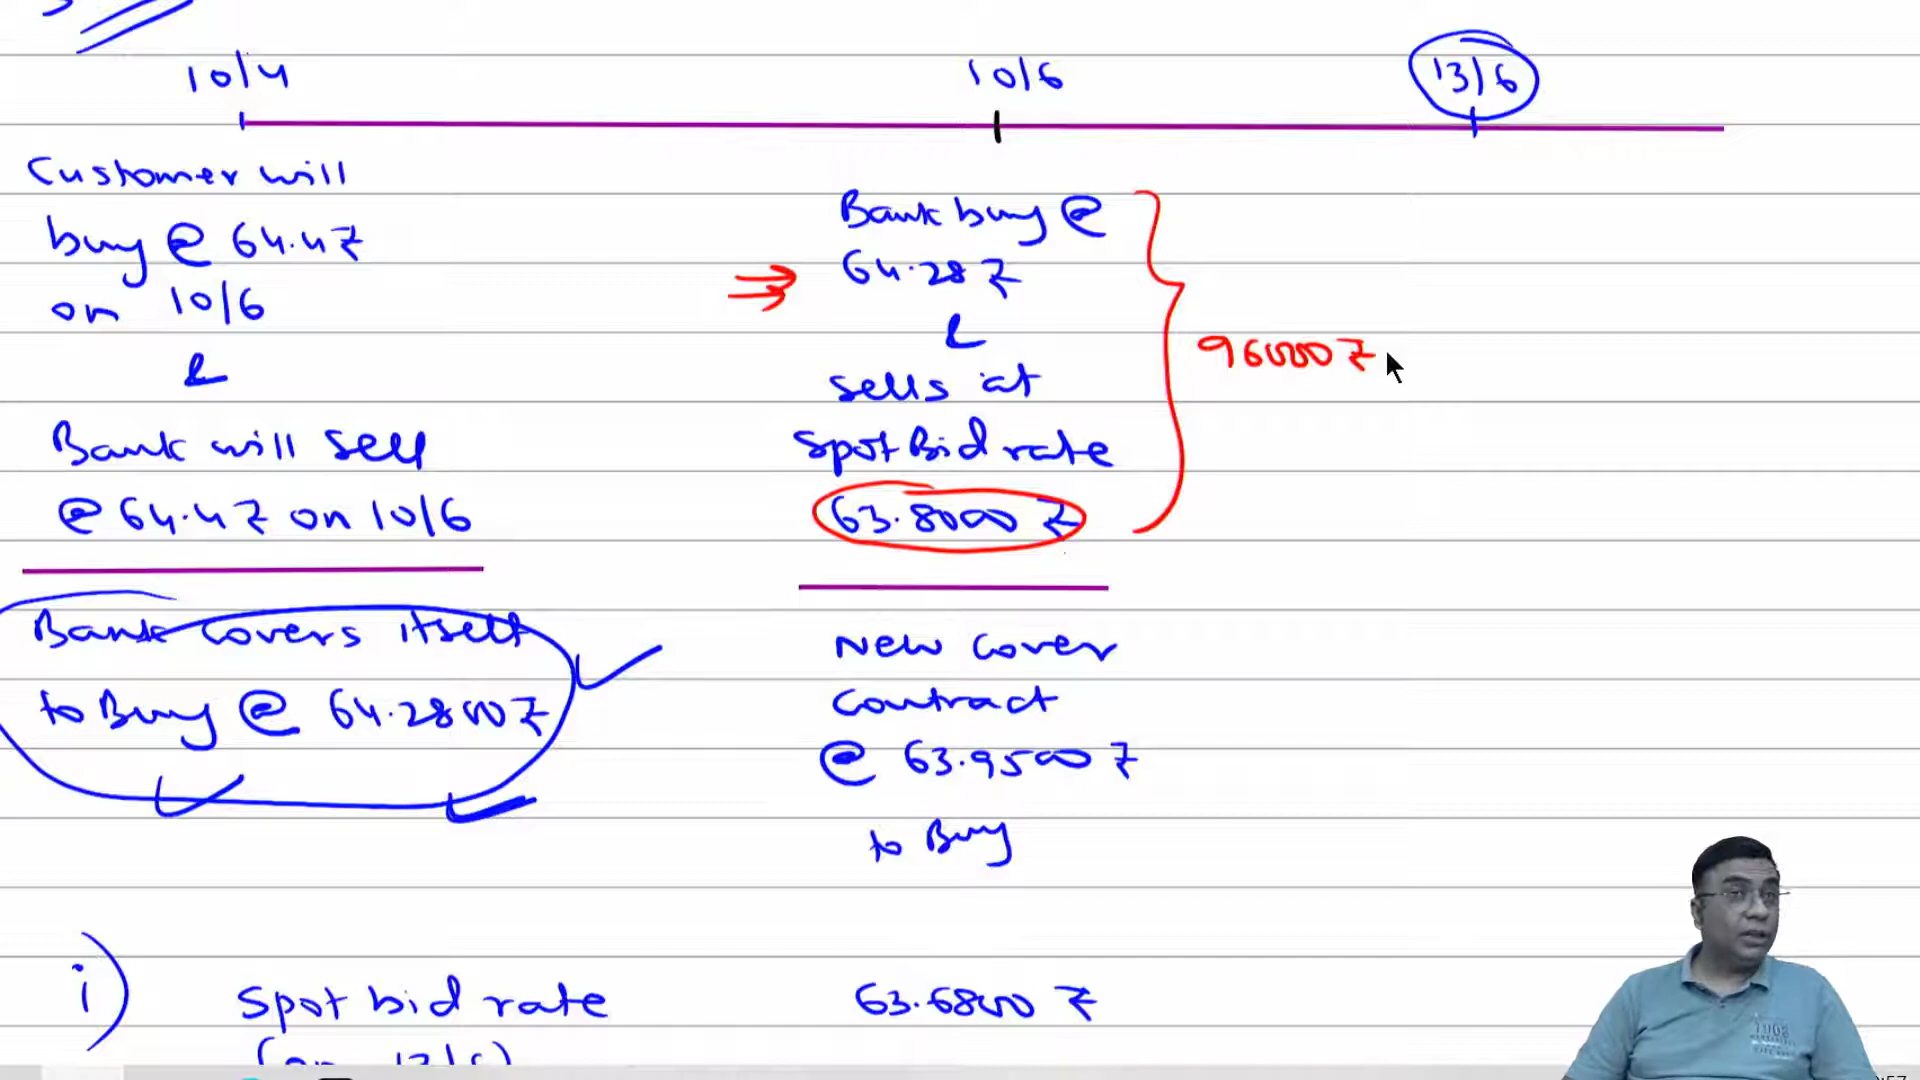 10/4
10/6
13/6
Customer will
buy @ 64.4₹
on 10/6
&
Bank will sell
@ 64.4₹ on 10/6
Bank covers itself
to Buy @ 64.2800₹
Bank buy @
64.28 ₹
&
sells at
Spot Bid rate
63.8000 ₹
96000 ₹
New cover
contract
@ 63.9500 ₹
to Buy
i)
Spot bid rate
63.6800 ₹